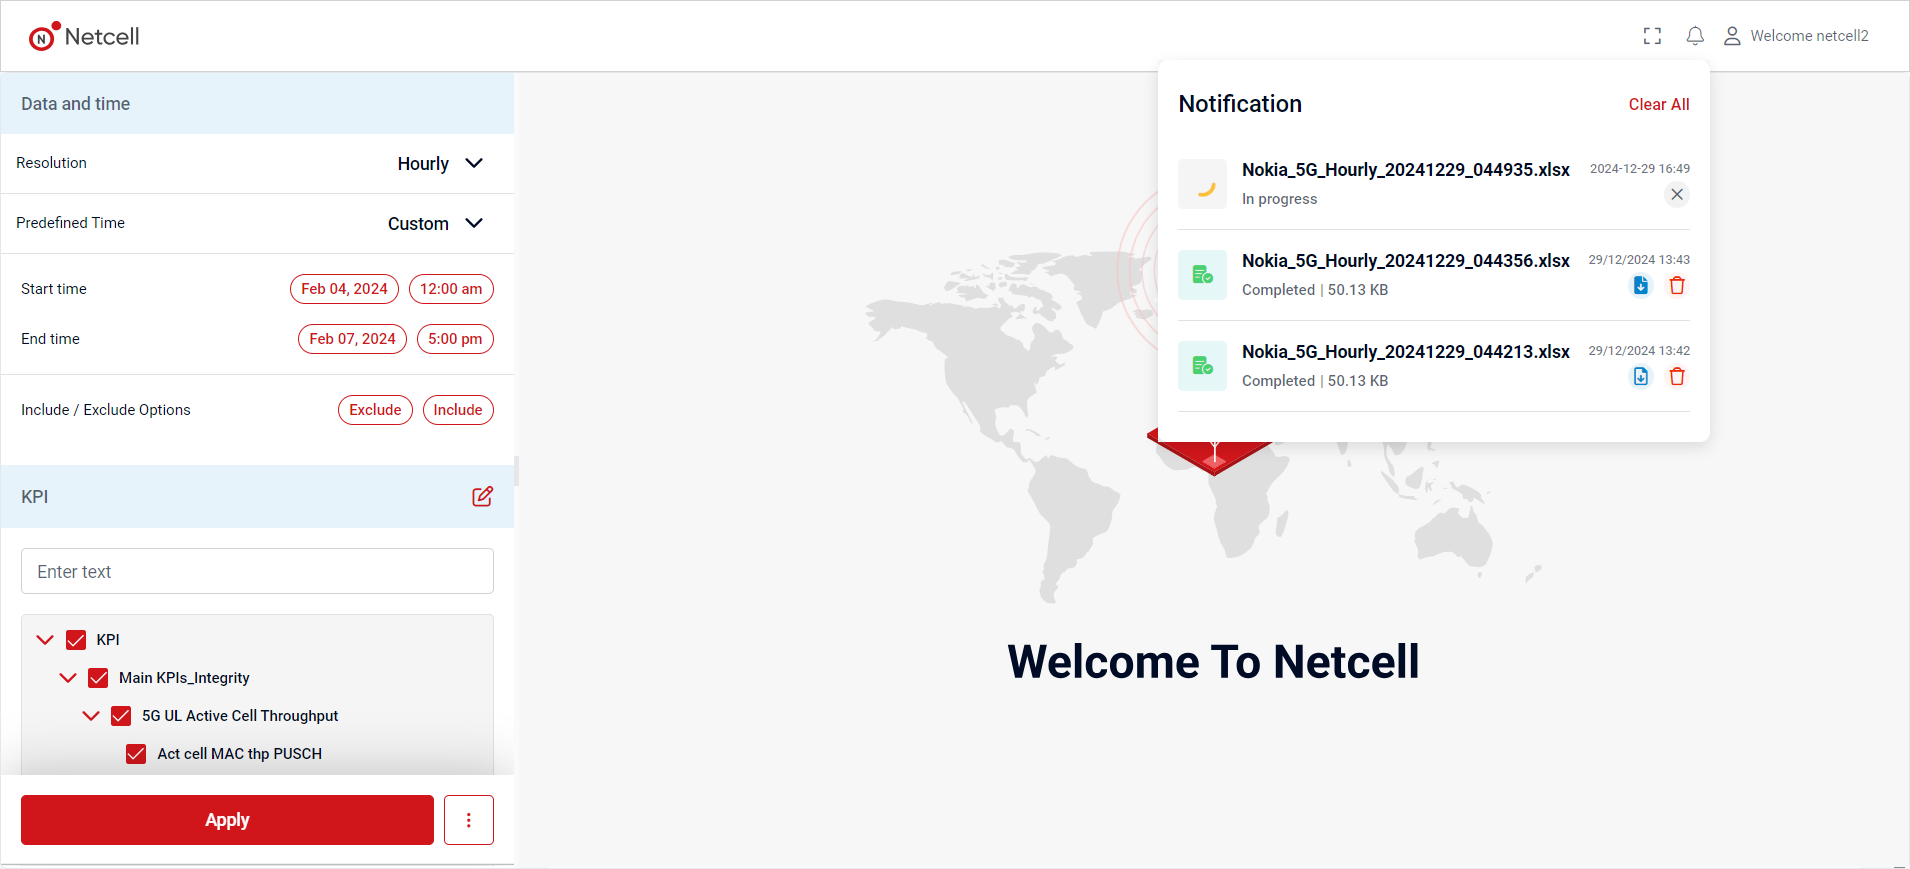 N Netcell
Welcome netcell2
Data and time
Resolution Hourly
Predefined Time Custom
Start time Feb 04, 2024 12:00 am
End time Feb 07, 2024 5:00 pm
Include / Exclude Options Exclude Include
KPI
Enter text
KPI
Main KPIs_Integrity
5G UL Active Cell Throughput
Act cell MAC thp PUSCH
Apply
Notification Clear All
Nokia_5G_Hourly_20241229_044935.xlsx 2024-12-29 16:49
In progress
Nokia_5G_Hourly_20241229_044356.xlsx 29/12/2024 13:43
Completed | 50.13 KB
Nokia_5G_Hourly_20241229_044213.xlsx 29/12/2024 13:42
Completed | 50.13 KB
Welcome To Netcell